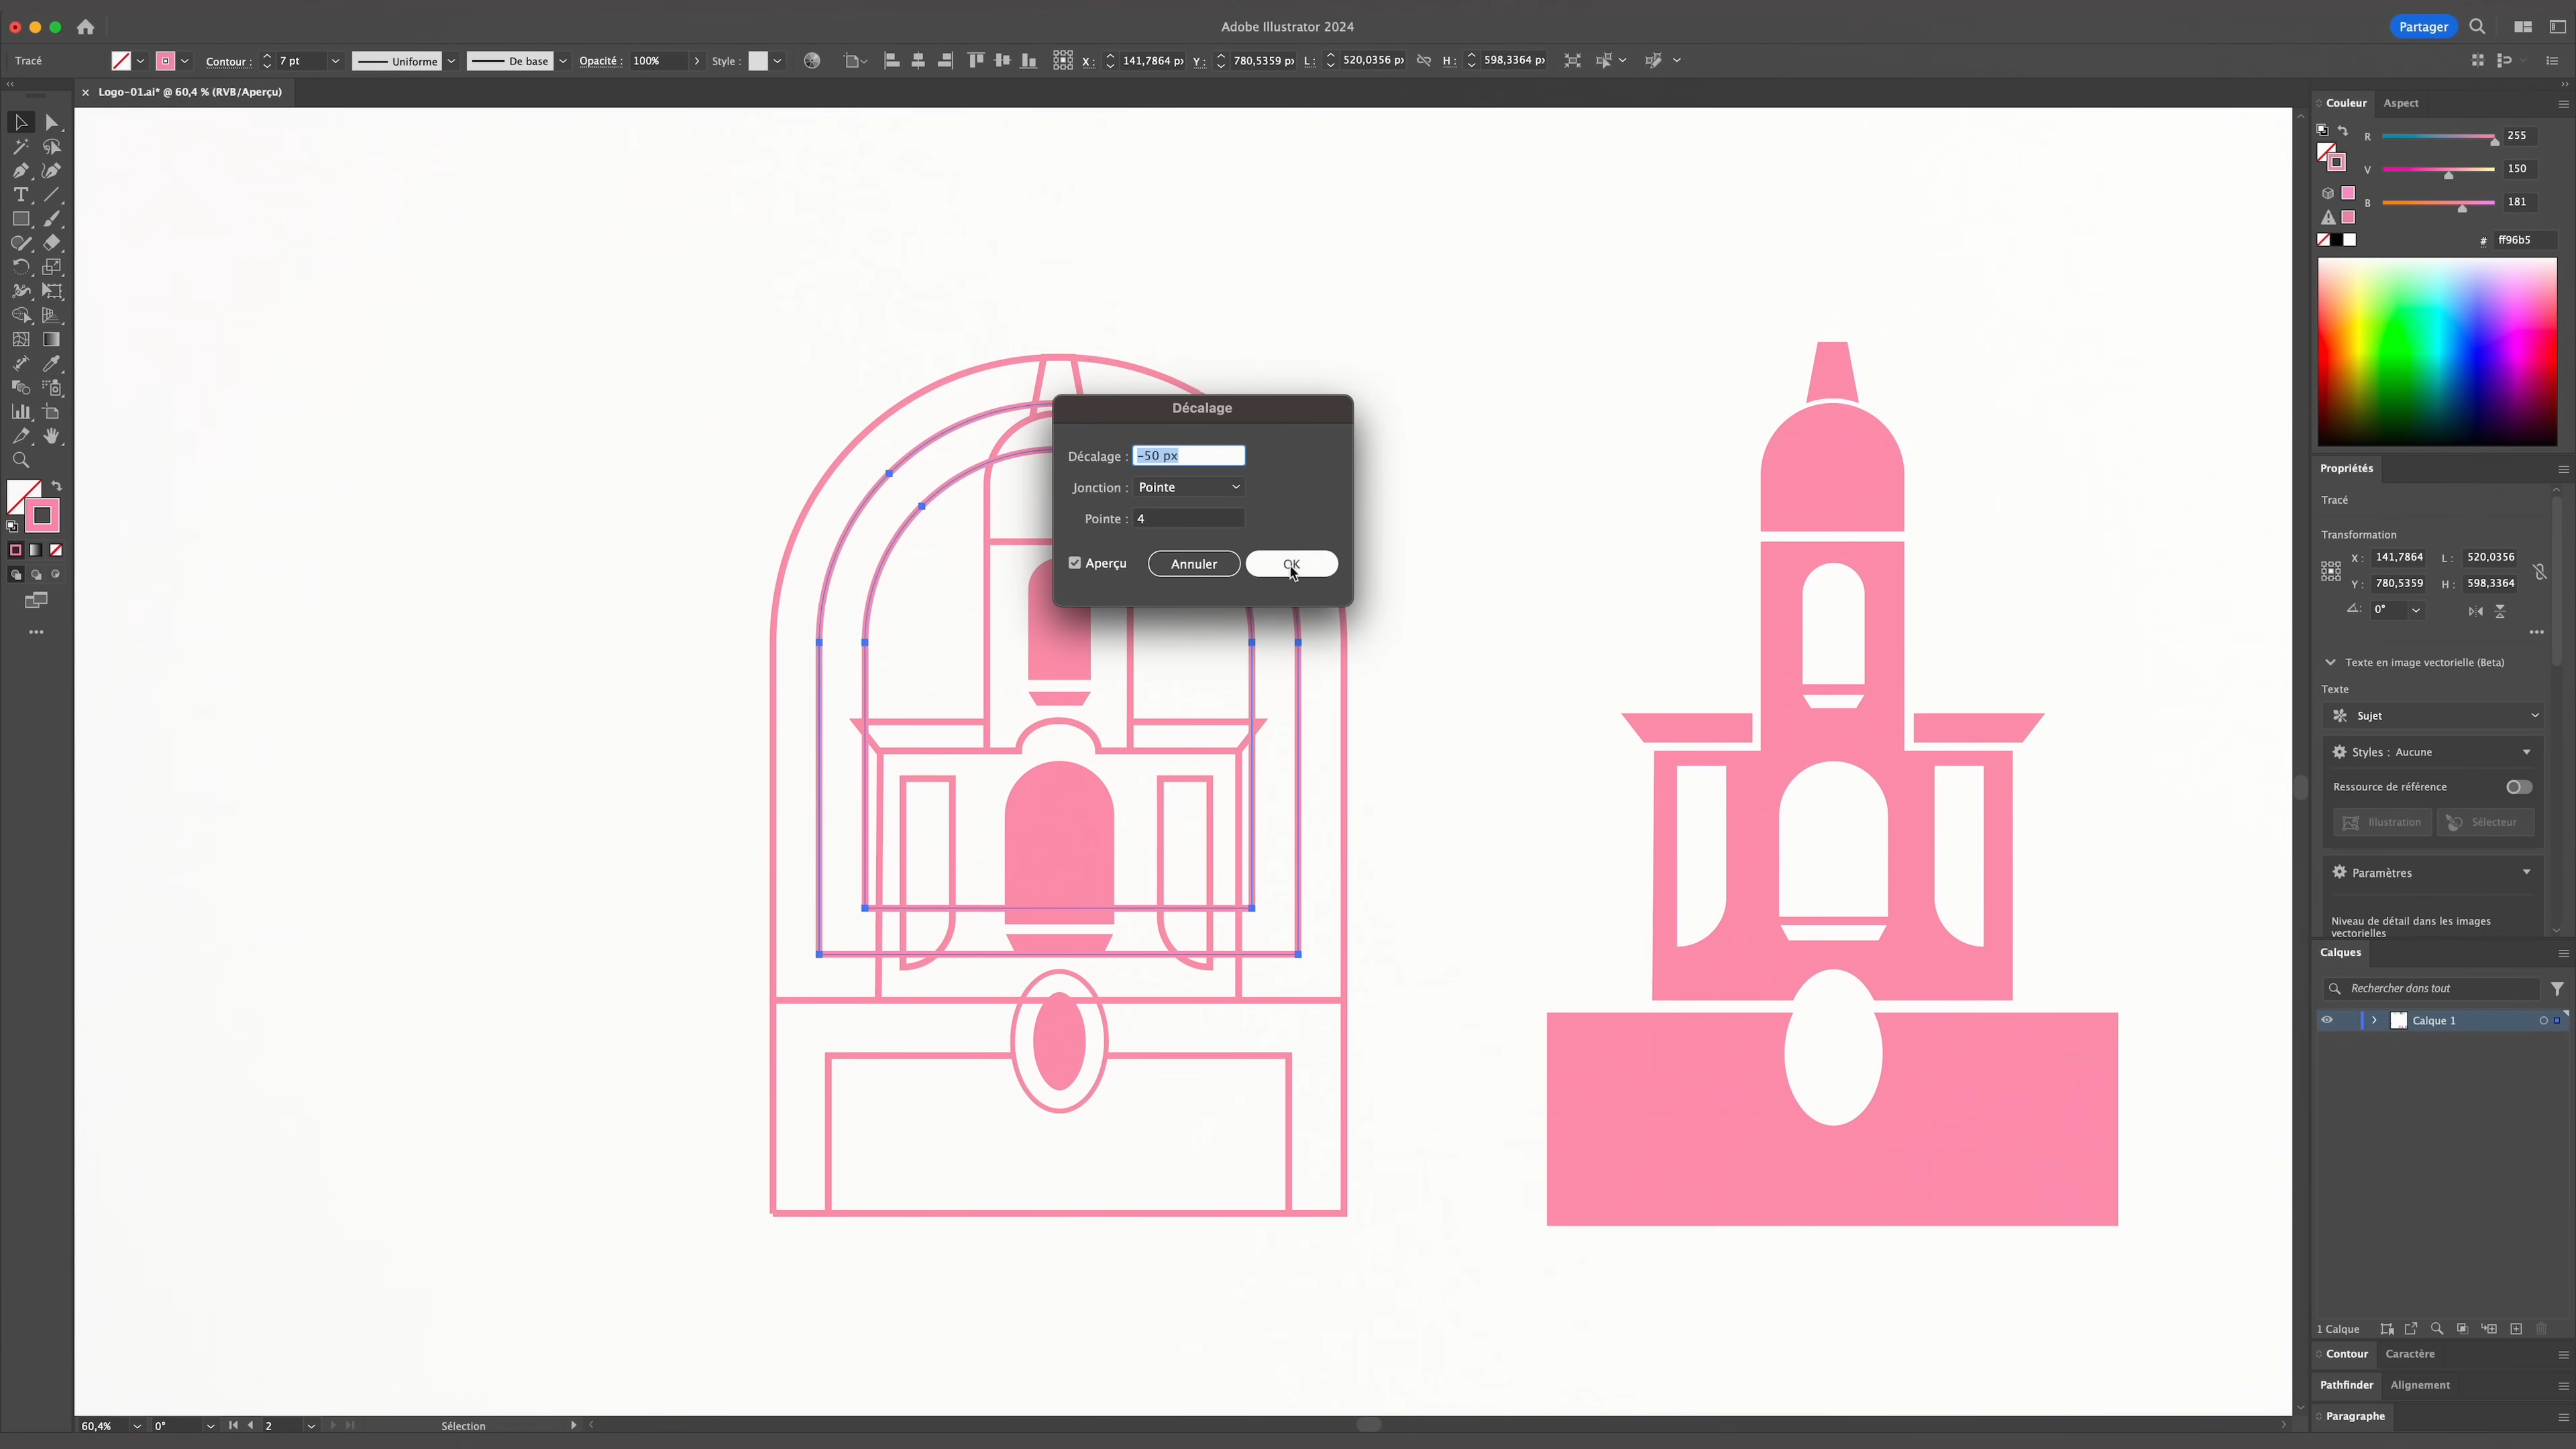 Adobe Illustrator 2024
Partager
Tracé
Contour :
7 pt
Uniforme
De base
Opacité :
100%
Style :
X :
141,7864 p
Y :
780,5359 p
L :
520,0356 p
H :
598,3364 p
Logo-01.ai* @ 60,4 % (RVB/Aperçu)
Couleur
Aspect
R
255
V
150
B
181
#
ff96b5
Décalage
Décalage :
-50 px
Jonction :
Pointe
Pointe :
4
Aperçu
Annuler
OK
Propriétés
Tracé
Transformation
X :
141,7864
L :
520,0356
Y :
780,5359
H :
598,3364
0°
Texte en image vectorielle (Beta)
Texte
Sujet
Styles : Aucune
Ressource de référence
Illustration
Sélecteur
Paramètres
Niveau de détail dans les images
vectorielles
Calques
Rechercher dans tout
Calque 1
1 Calque
Contour
Caractère
Pathfinder
Alignement
Paragraphe
60,4%
0°
2
Sélection